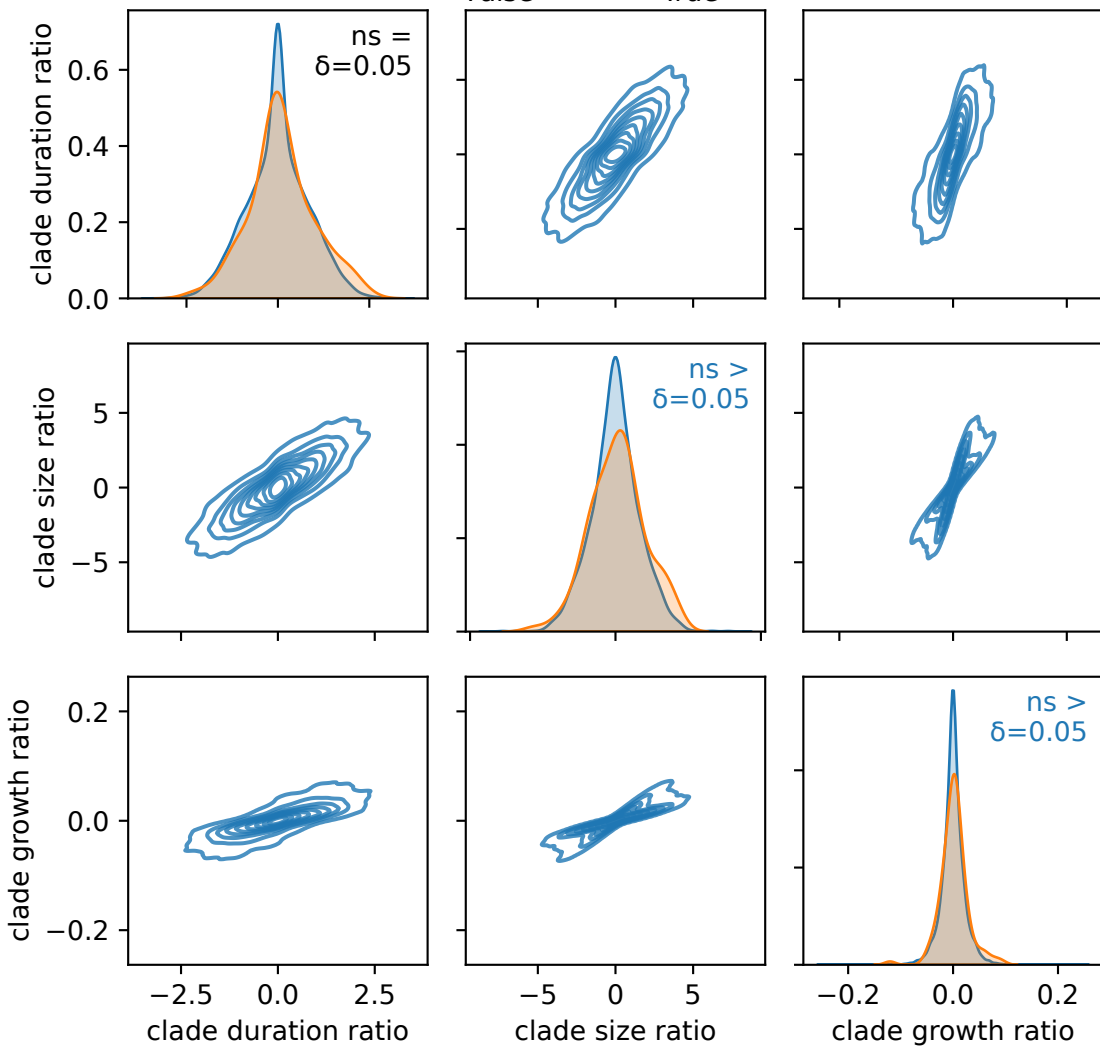 ns =
δ=0.05
clade duration ratio
0.6
0.4
0.2
0.0
ns >
δ=0.05
clade size ratio
5
0
−5
ns >
δ=0.05
clade growth ratio
0.2
0.0
−0.2
−2.5 0.0 2.5
−5 0 5
−0.2 0.0 0.2
clade duration ratio
clade size ratio
clade growth ratio